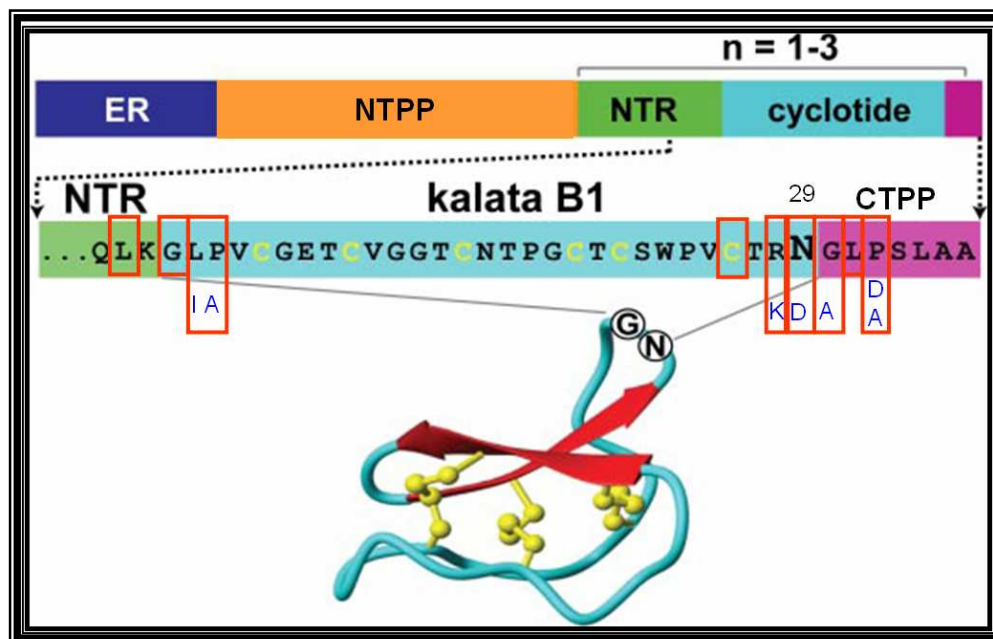 n = 1-3
ER NTPP NTR cyclotide
NTR kalata B1 29 CTPP
...QLKGLPVCGETCVGGTCNTPGCTCSWPVCTRNGLPSLAA
I A K D A D
A
G
N